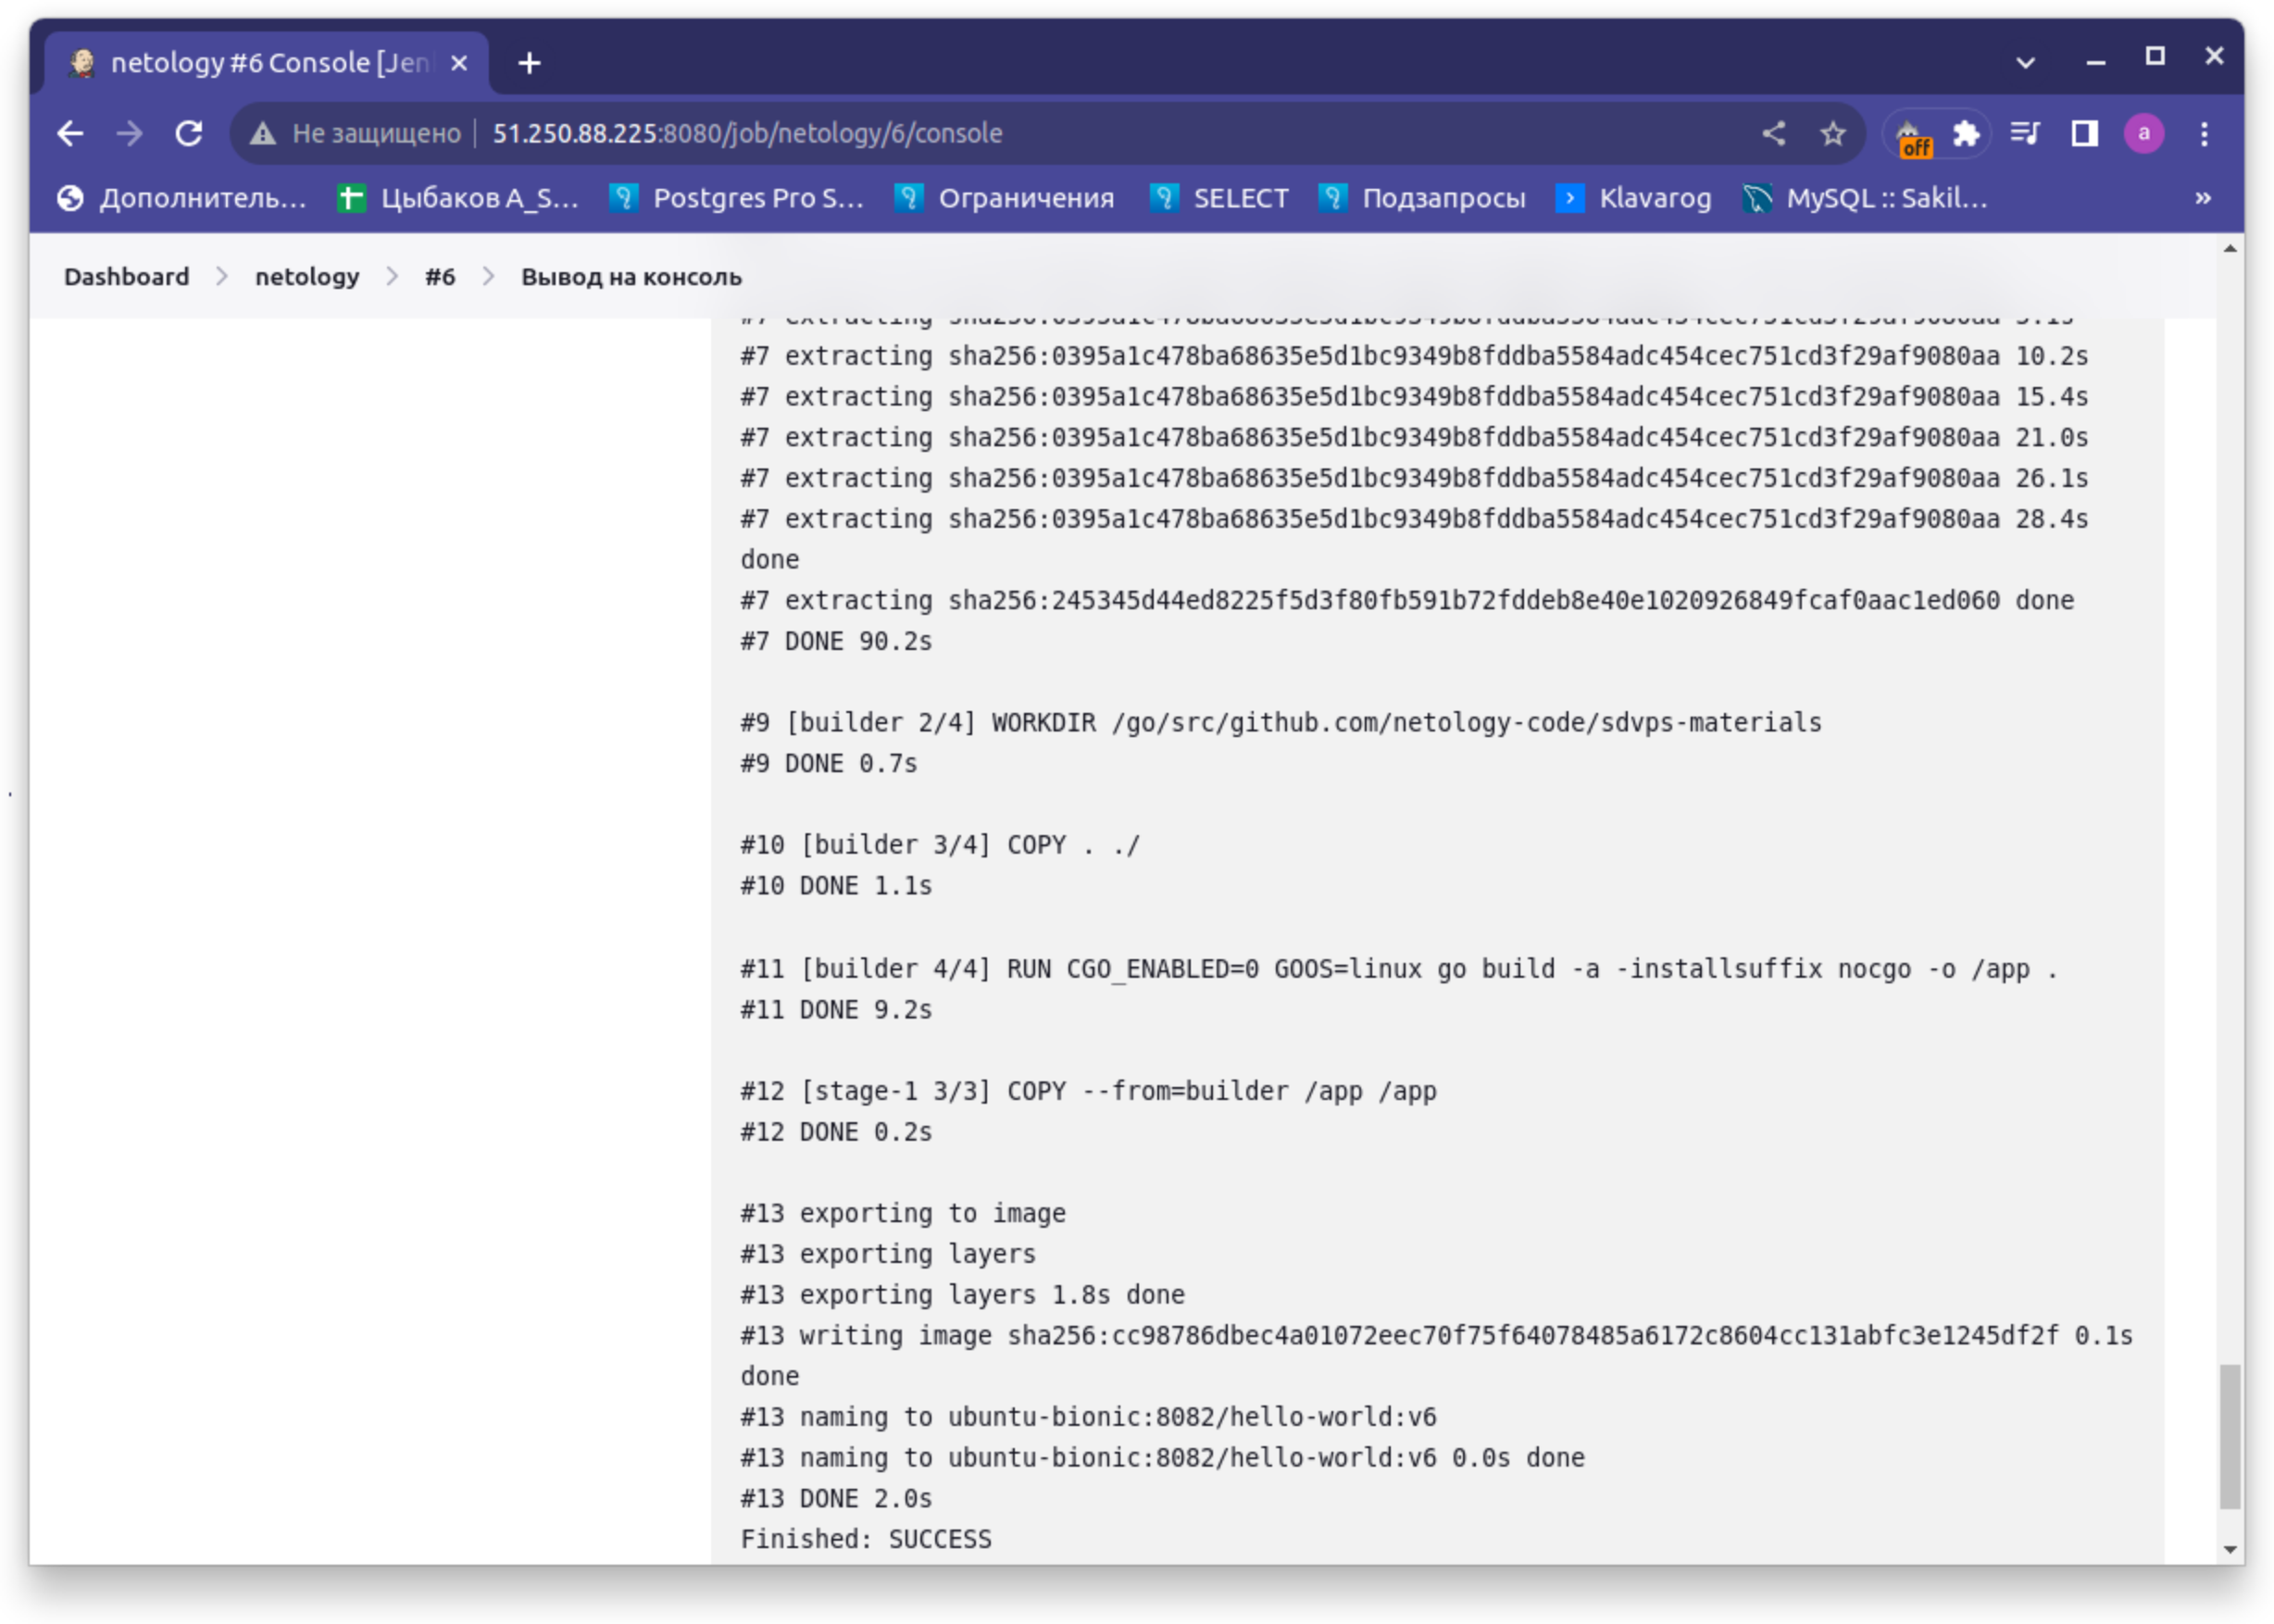 netology #6 Console [Jen
Не защищено 51.250.88.225:8080/job/netology/6/console
off
a
Дополнитель... Цыбаков A_S... Postgres Pro S... Ограничения SELECT Подзапросы Klavarog MySQL :: Sakil... »
Dashboard netology #6 Вывод на консоль
#7 extracting sha256:0395a1c478ba68635e5d1bc9349b8fddba5584adc454cec751cd3f29af9080aa 5.1s
#7 extracting sha256:0395a1c478ba68635e5d1bc9349b8fddba5584adc454cec751cd3f29af9080aa 10.2s
#7 extracting sha256:0395a1c478ba68635e5d1bc9349b8fddba5584adc454cec751cd3f29af9080aa 15.4s
#7 extracting sha256:0395a1c478ba68635e5d1bc9349b8fddba5584adc454cec751cd3f29af9080aa 21.0s
#7 extracting sha256:0395a1c478ba68635e5d1bc9349b8fddba5584adc454cec751cd3f29af9080aa 26.1s
#7 extracting sha256:0395a1c478ba68635e5d1bc9349b8fddba5584adc454cec751cd3f29af9080aa 28.4s
done
#7 extracting sha256:245345d44ed8225f5d3f80fb591b72fddeb8e40e1020926849fcaf0aac1ed060 done
#7 DONE 90.2s
#9 [builder 2/4] WORKDIR /go/src/github.com/netology-code/sdvps-materials
#9 DONE 0.7s
#10 [builder 3/4] COPY . ./
#10 DONE 1.1s
#11 [builder 4/4] RUN CGO_ENABLED=0 GOOS=linux go build -a -installsuffix nocgo -o /app .
#11 DONE 9.2s
#12 [stage-1 3/3] COPY --from=builder /app /app
#12 DONE 0.2s
#13 exporting to image
#13 exporting layers
#13 exporting layers 1.8s done
#13 writing image sha256:cc98786dbec4a01072eec70f75f64078485a6172c8604cc131abfc3e1245df2f 0.1s
done
#13 naming to ubuntu-bionic:8082/hello-world:v6
#13 naming to ubuntu-bionic:8082/hello-world:v6 0.0s done
#13 DONE 2.0s
Finished: SUCCESS